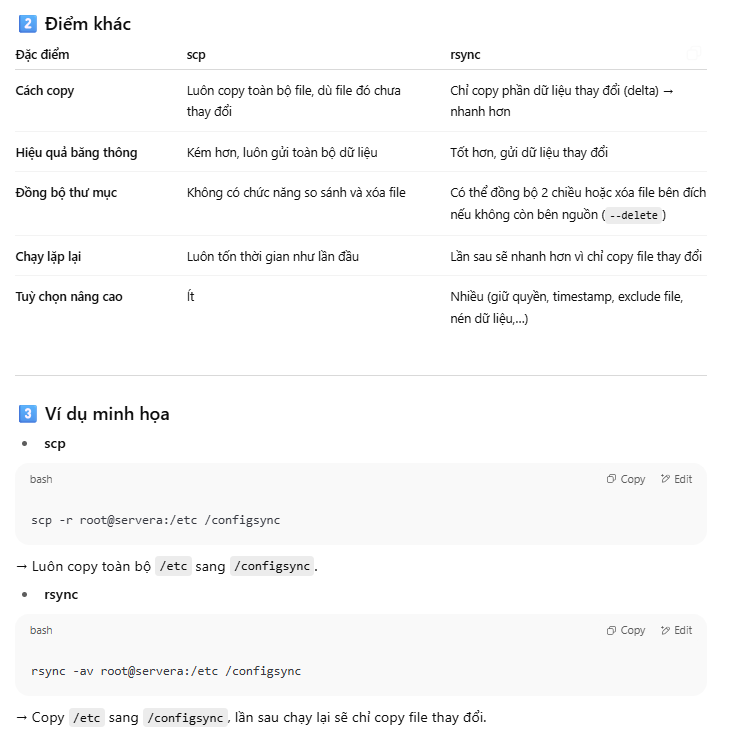 2 Điểm khác
Đặc điểm scp rsync
Cách copy Luôn copy toàn bộ file, dù file đó chưa thay đổi Chỉ copy phần dữ liệu thay đổi (delta) → nhanh hơn
Hiệu quả băng thông Kém hơn, luôn gửi toàn bộ dữ liệu Tốt hơn, gửi dữ liệu thay đổi
Đồng bộ thư mục Không có chức năng so sánh và xóa file Có thể đồng bộ 2 chiều hoặc xóa file bên đích nếu không còn bên nguồn (--delete)
Chạy lặp lại Luôn tốn thời gian như lần đầu Lần sau sẽ nhanh hơn vì chỉ copy file thay đổi
Tuỳ chọn nâng cao Ít Nhiều (giữ quyền, timestamp, exclude file, nén dữ liệu,...)
3 Ví dụ minh họa
• scp
bash Copy Edit
scp -r root@servera:/etc /configsync
→ Luôn copy toàn bộ /etc sang /configsync.
• rsync
bash Copy Edit
rsync -av root@servera:/etc /configsync
→ Copy /etc sang /configsync, lần sau chạy lại sẽ chỉ copy file thay đổi.